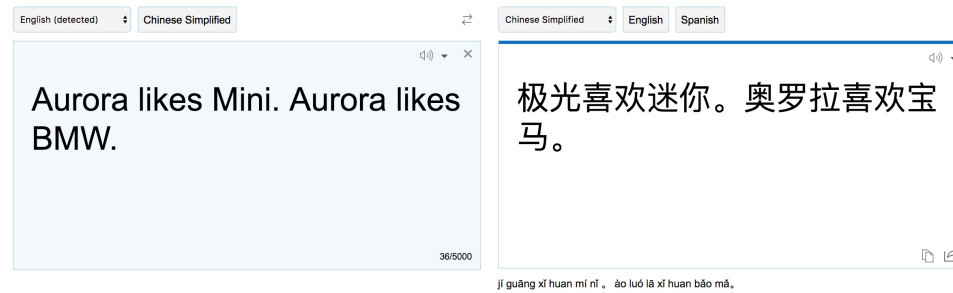 English (detected)
Chinese Simplified
Aurora likes Mini. Aurora likes
BMW.
36/5000
Chinese Simplified
English
Spanish
极光喜欢迷你。奥罗拉喜欢宝
马。
jí guāng xǐ huan mí nǐ 。 ào luó lā xǐ huan bǎo mǎ。